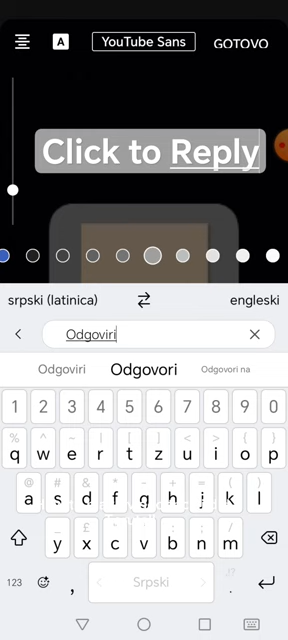 A YouTube Sans GOTOVO
Click to Reply
srpski (latinica) engleski
Odgoviri
Odgoviri Odgovori Odgovori na
1 2 3 4 5 6 7 8 9 0
% ^ ~ | [ ] < > { }
q w e r t z u i o p
@ # & * - + = ( )
a s d f g h j k l
_ £ " ' : ; /
y x c v b n m
123 , Srpski .
,!?